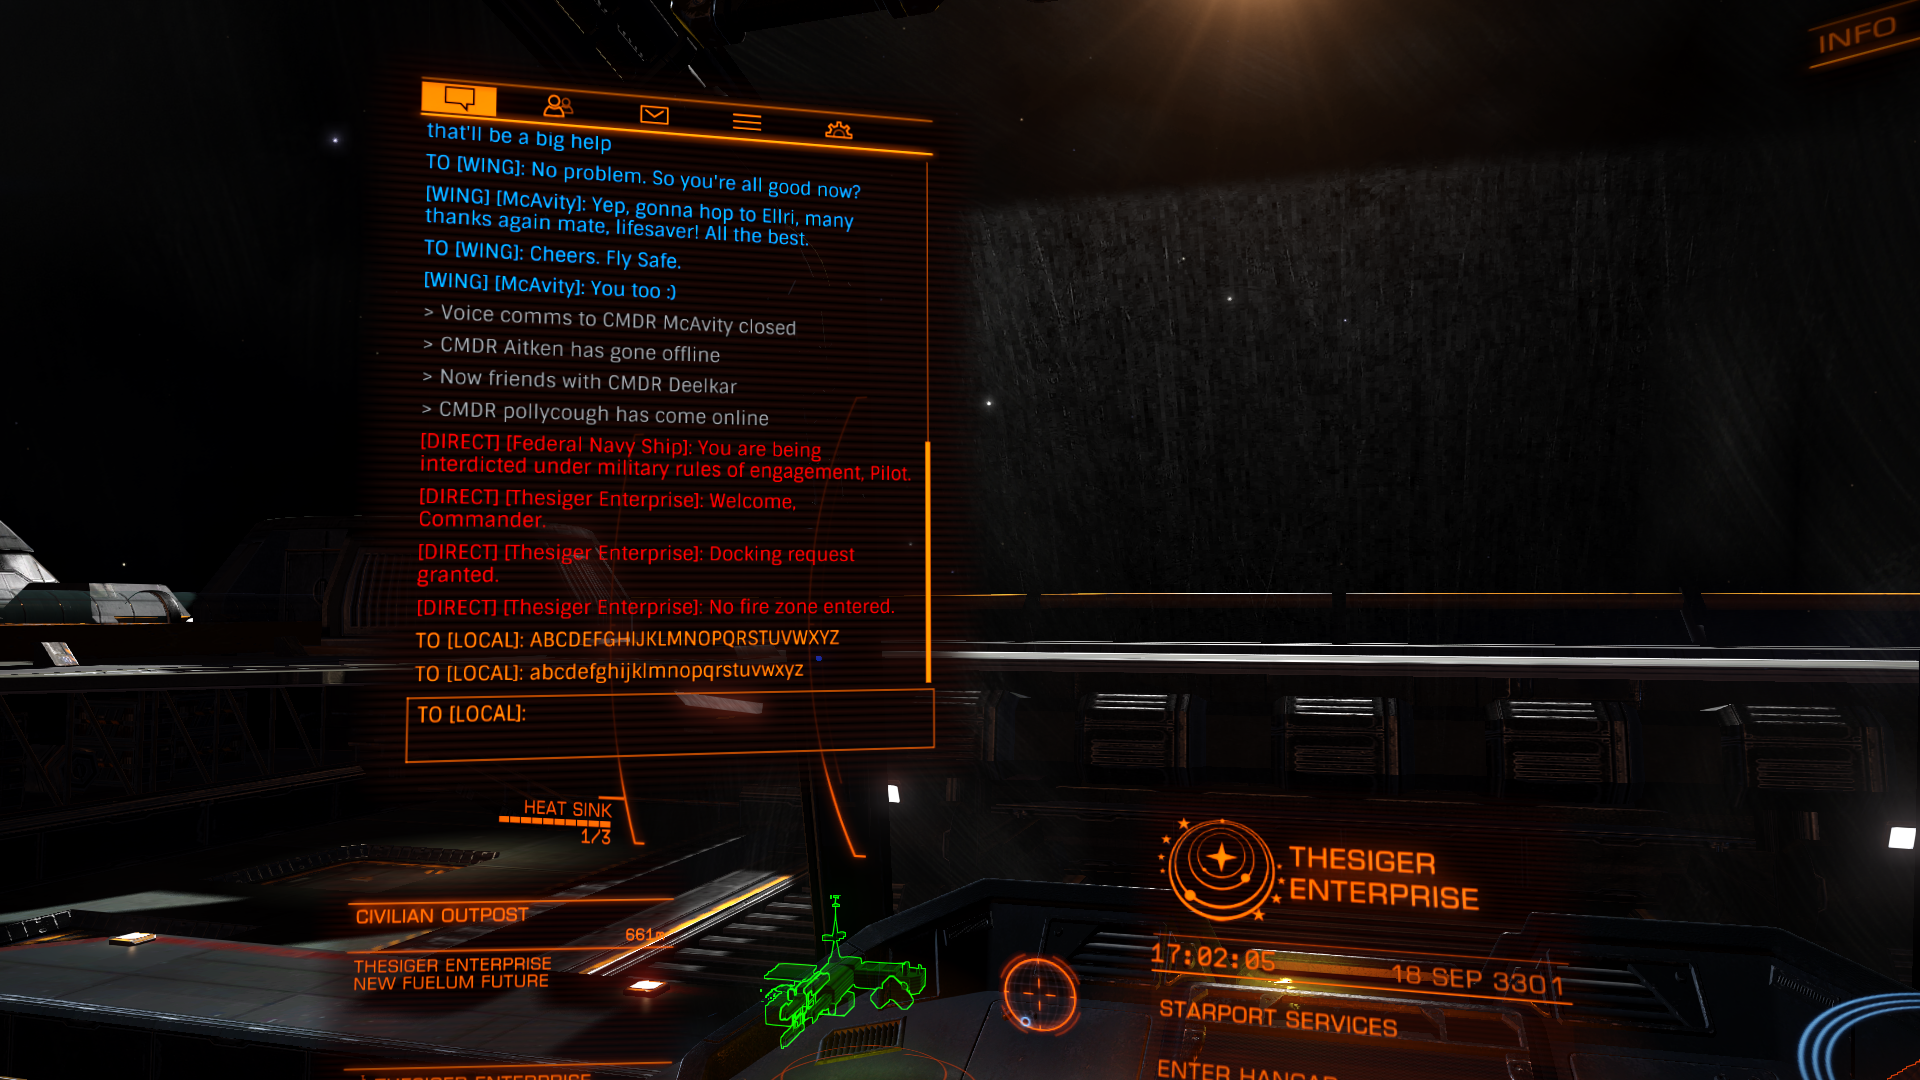 INFO
that'll be a big help
TO [WING]: No problem. So you're all good now?
[WING] [McAvity]: Yep, gonna hop to Ellri, many
thanks again mate, lifesaver! All the best.
TO [WING]: Cheers. Fly Safe.
[WING] [McAvity]: You too :)
> Voice comms to CMDR McAvity closed
> CMDR Aitken has gone offline
> Now friends with CMDR Deelkar
> CMDR pollycough has come online
[DIRECT] [Federal Navy Ship]: You are being
interdicted under military rules of engagement, Pilot.
[DIRECT] [Thesiger Enterprise]: Welcome,
Commander.
[DIRECT] [Thesiger Enterprise]: Docking request
granted.
[DIRECT] [Thesiger Enterprise]: No fire zone entered.
TO [LOCAL]: ABCDEFGHIJKLMNOPQRSTUVWXYZ
TO [LOCAL]: abcdefghijklmnopqrstuvwxyz
TO [LOCAL]:
HEAT SINK
1/3
CIVILIAN OUTPOST
661m
THESIGER ENTERPRISE
NEW FUELUM FUTURE
THESIGER ENTERPRISE
THESIGER
ENTERPRISE
17:02:05
18 SEP 3301
STARPORT SERVICES
ENTER HANGAR